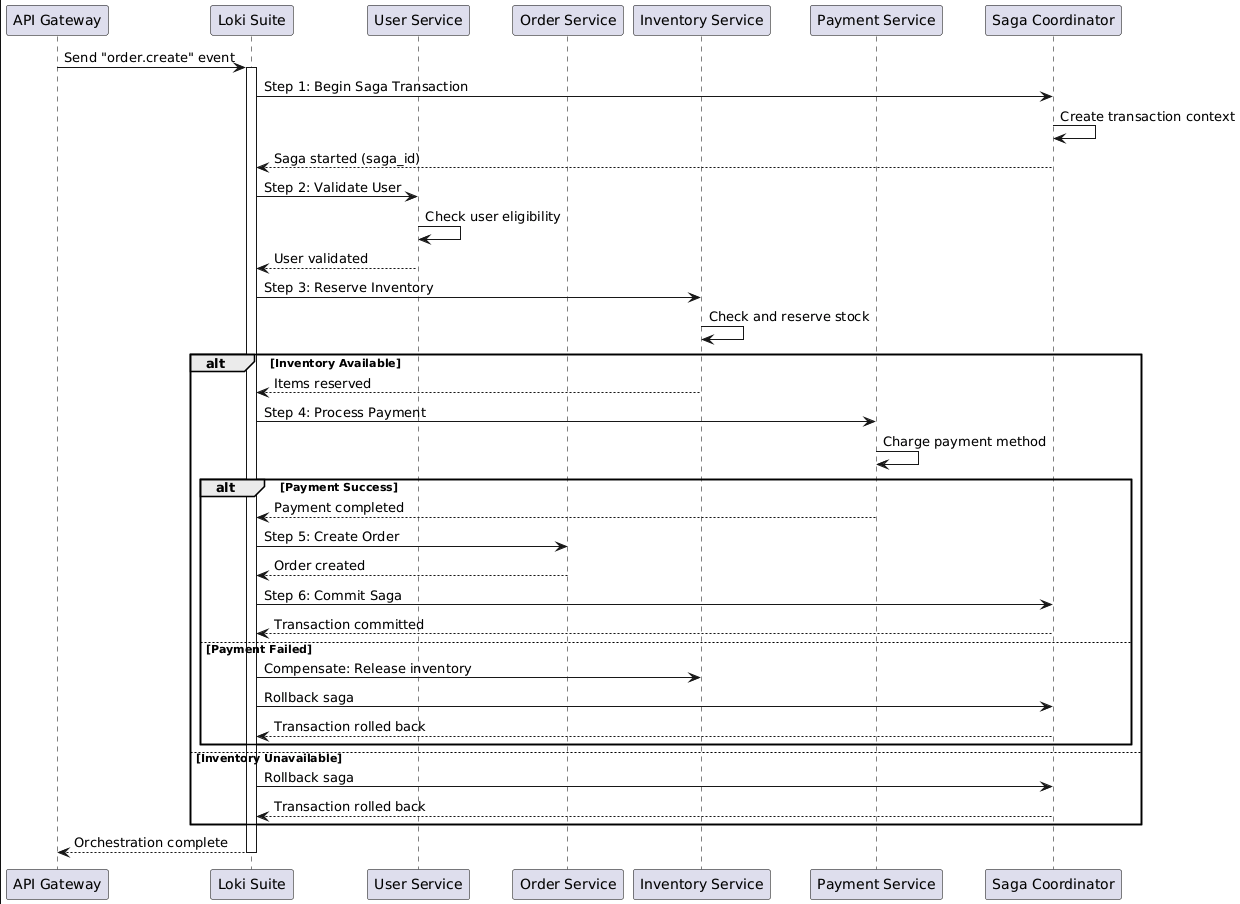 API Gateway Loki Suite User Service Order Service Inventory Service Payment Service Saga Coordinator
Send "order.create" event
Step 1: Begin Saga Transaction
Create transaction context
Saga started (saga_id)
Step 2: Validate User
Check user eligibility
User validated
Step 3: Reserve Inventory
Check and reserve stock
alt [Inventory Available]
Items reserved
Step 4: Process Payment
Charge payment method
alt [Payment Success]
Payment completed
Step 5: Create Order
Order created
Step 6: Commit Saga
Transaction committed
[Payment Failed]
Compensate: Release inventory
Rollback saga
Transaction rolled back
[Inventory Unavailable]
Rollback saga
Transaction rolled back
Orchestration complete
API Gateway Loki Suite User Service Order Service Inventory Service Payment Service Saga Coordinator